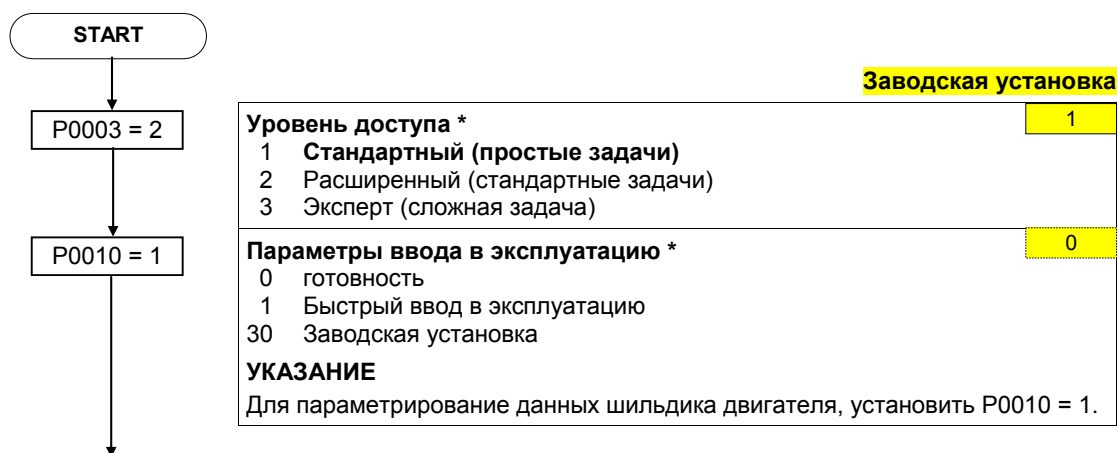 START
Заводская установка
P0003 = 2
Уровень доступа *
1
1 Стандартный (простые задачи)
2 Расширенный (стандартные задачи)
3 Эксперт (сложная задача)
P0010 = 1
Параметры ввода в эксплуатацию *
0
0 готовность
1 Быстрый ввод в эксплуатацию
30 Заводская установка
УКАЗАНИЕ
Для параметрирование данных шильдика двигателя, установить P0010 = 1.